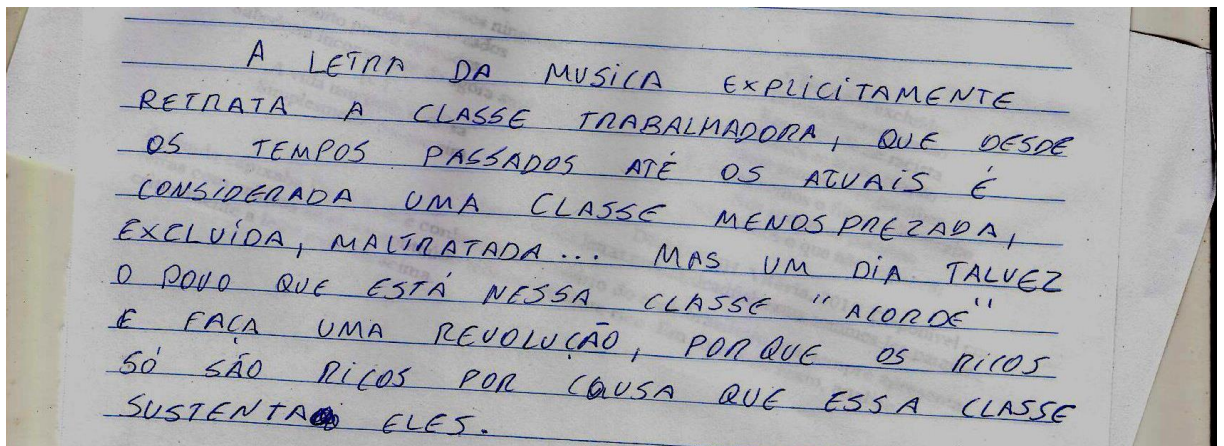 A LETRA DA MUSICA EXPLICITAMENTE
RETRATA A CLASSE TRABALHADORA, QUE DESDE
OS TEMPOS PASSADOS ATÉ OS ATUAIS É
CONSIDERADA UMA CLASSE MENOSPREZADA,
EXCLUÍDA, MALTRATADA... MAS UM DIA TALVEZ
O POVO QUE ESTÁ NESSA CLASSE "ACORDE"
E FAÇA UMA REVOLUÇÃO, PORQUE OS RICOS
SÓ SÃO RICOS POR CAUSA QUE ESSA CLASSE
SUSTENTA ELES.